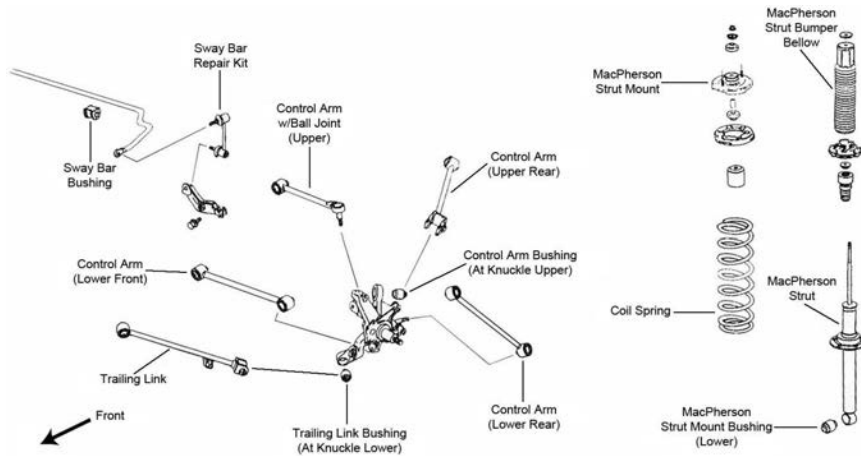 Sway Bar
Repair Kit
Sway Bar
Bushing
Control Arm
w/Ball Joint
(Upper)
Control Arm
(Upper Rear)
Control Arm
(Lower Front)
Control Arm Bushing
(At Knuckle Upper)
Trailing Link
Front
Trailing Link Bushing
(At Knuckle Lower)
Control Arm
(Lower Rear)
MacPherson
Strut Mount
MacPherson
Strut Bumper
Bellow
Coil Spring
MacPherson
Strut
MacPherson
Strut Mount Bushing
(Lower)